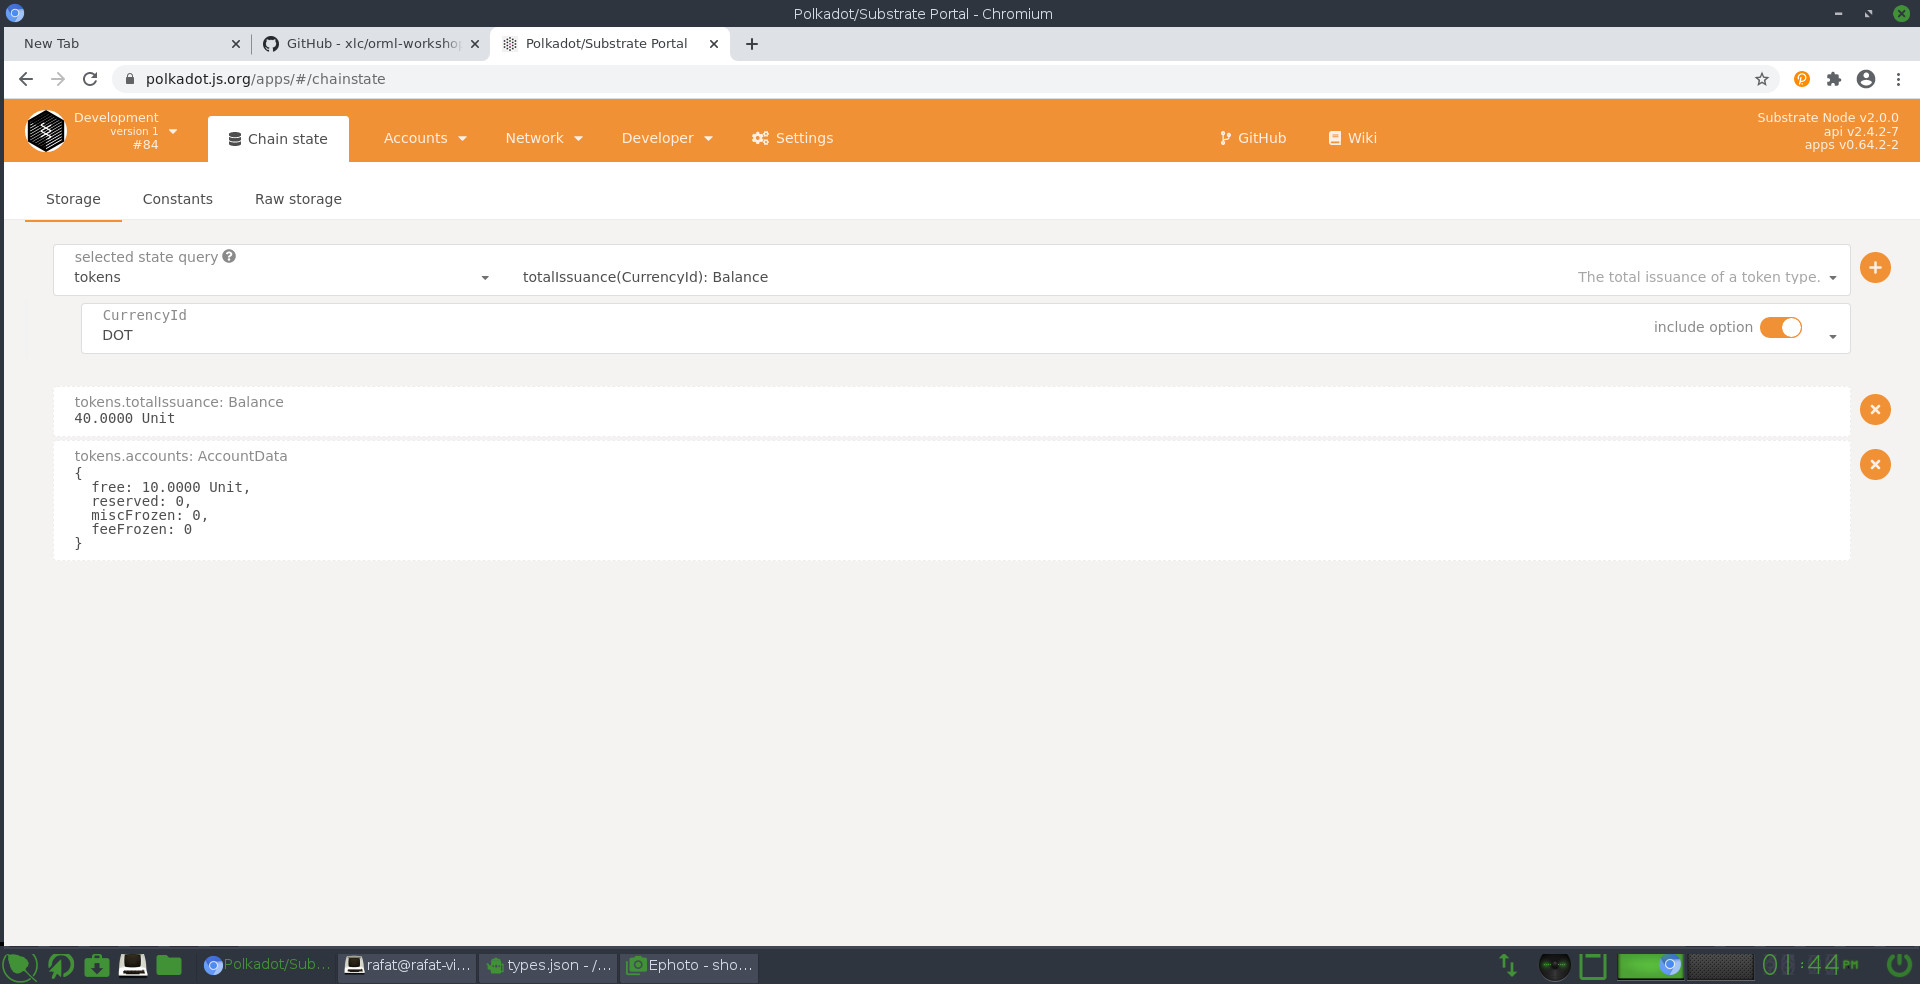 Polkadot/Substrate Portal - Chromium
New Tab
GitHub - xlc/orml-workshop
Polkadot/Substrate Portal
polkadot.js.org/apps/#/chainstate
Development
version 1
#84
Chain state
Accounts
Network
Developer
Settings
GitHub
Wiki
Substrate Node v2.0.0
api v2.4.2-7
apps v0.64.2-2
Storage
Constants
Raw storage
selected state query
tokens
totalIssuance(CurrencyId): Balance
The total issuance of a token type.
CurrencyId
DOT
include option
tokens.totalIssuance: Balance
40.0000 Unit
tokens.accounts: AccountData
{
free: 10.0000 Unit,
reserved: 0,
miscFrozen: 0,
feeFrozen: 0
}
Polkadot/Sub...
rafat@rafat-vi...
types.json - /...
Ephoto - sho...
01:44 PM